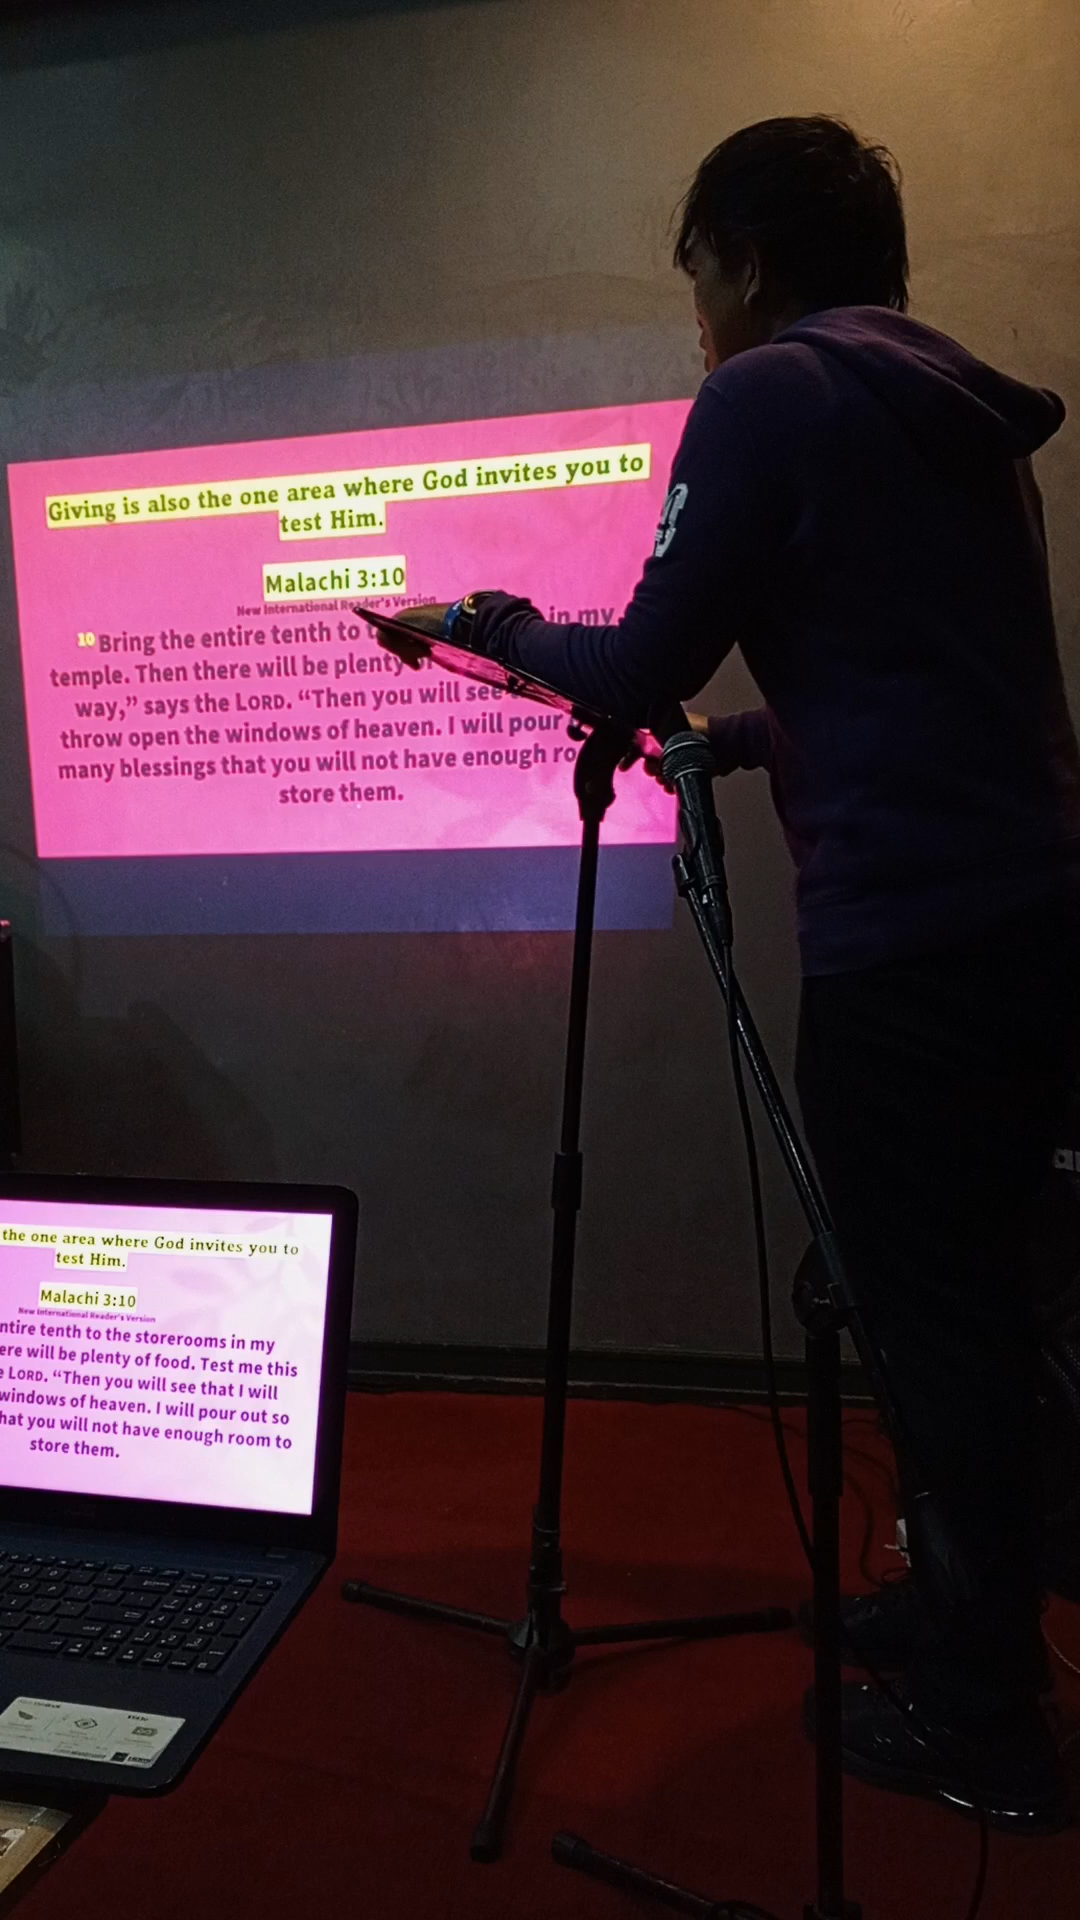 Giving is also the one area where God invites you to
test Him.
Malachi 3:10
New International Reader's Version
10 Bring the entire tenth to in my
temple. Then there will be plenty
way,” says the LORD. “Then you will see
throw open the windows of heaven. I will pour
many blessings that you will not have enough ro
store them.
the one area where God invites you to
test Him.
Malachi 3:10
New International Reader's Version
ntire tenth to the storerooms in my
ere will be plenty of food. Test me this
e LORD. “Then you will see that I will
windows of heaven. I will pour out so
hat you will not have enough room to
store them.